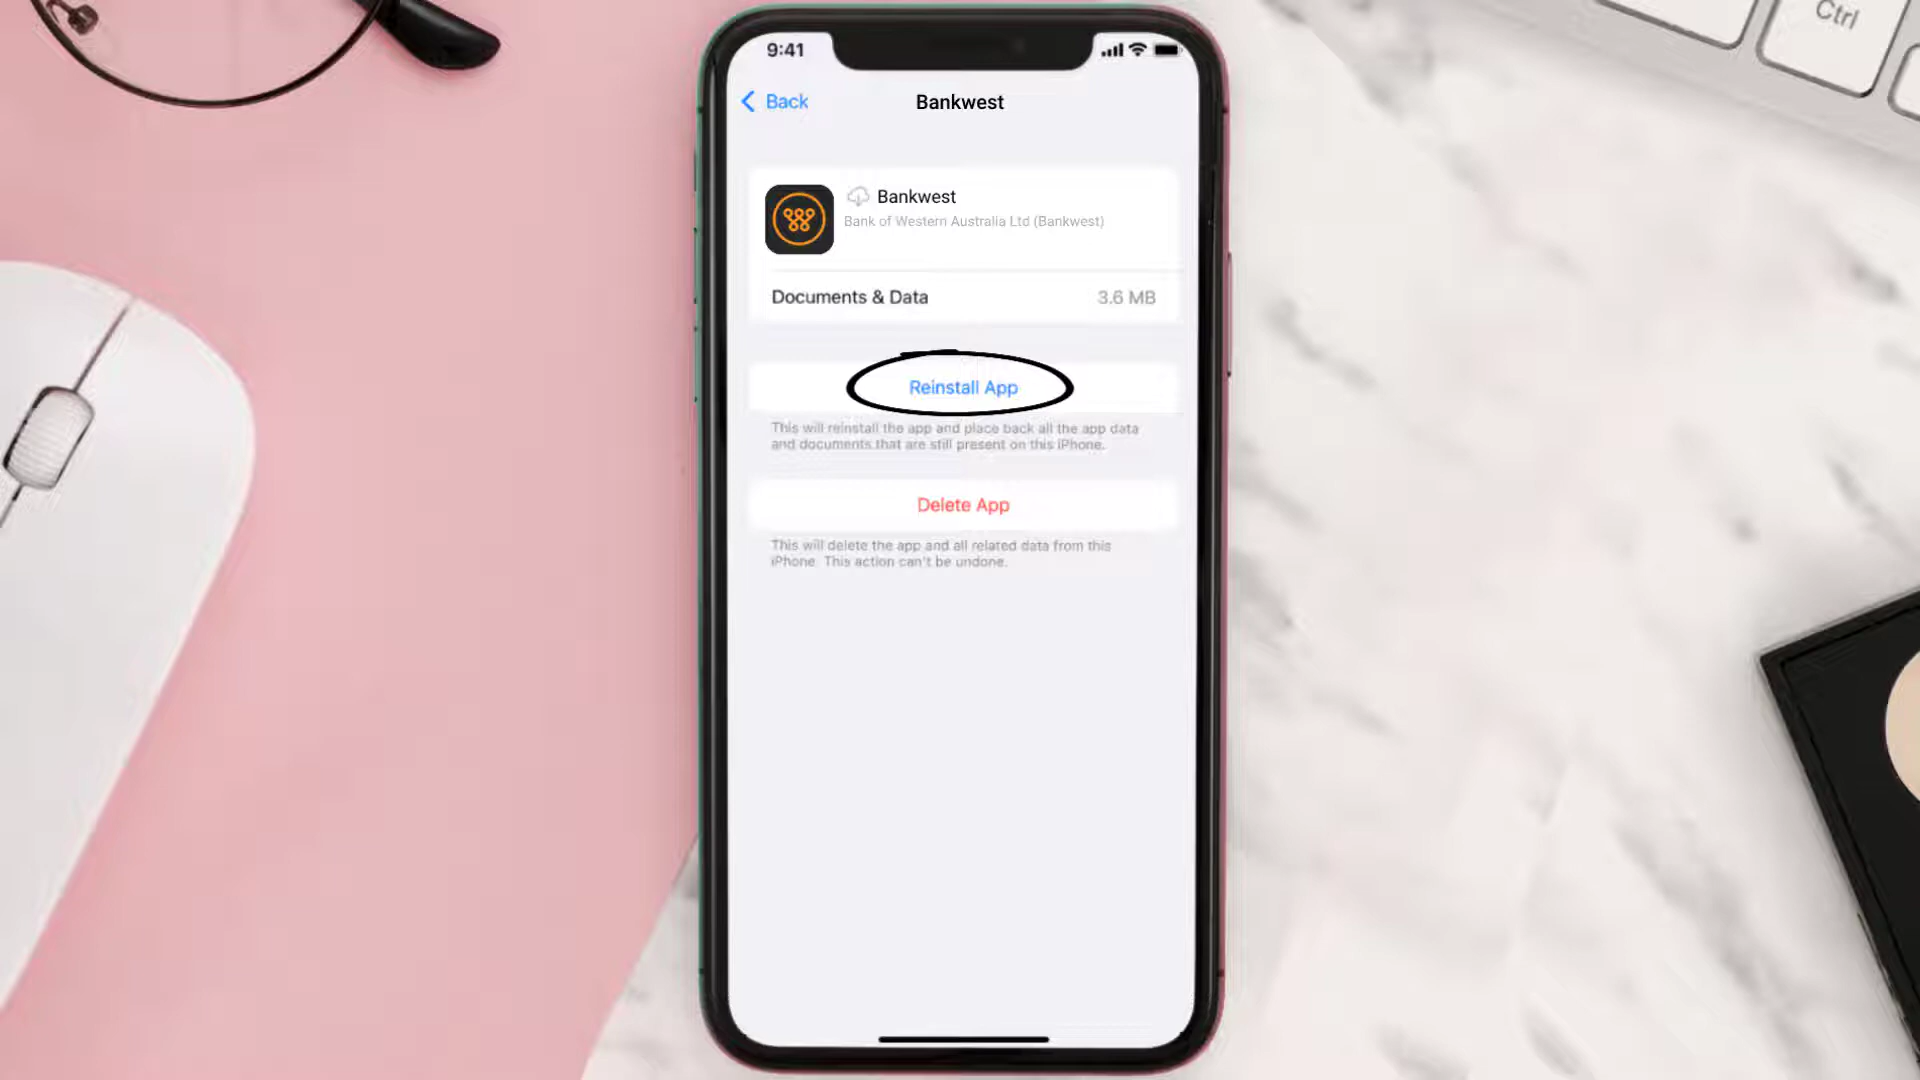 Ctrl
9:41
Back
Bankwest
Bankwest
Bank of Western Australia Ltd (Bankwest)
Documents & Data 3.6 MB
Reinstall App
This will reinstall the app and place back all the app data
and documents that are still present on this iPhone.
Delete App
This will delete the app and all related data from this
iPhone. This action can't be undone.